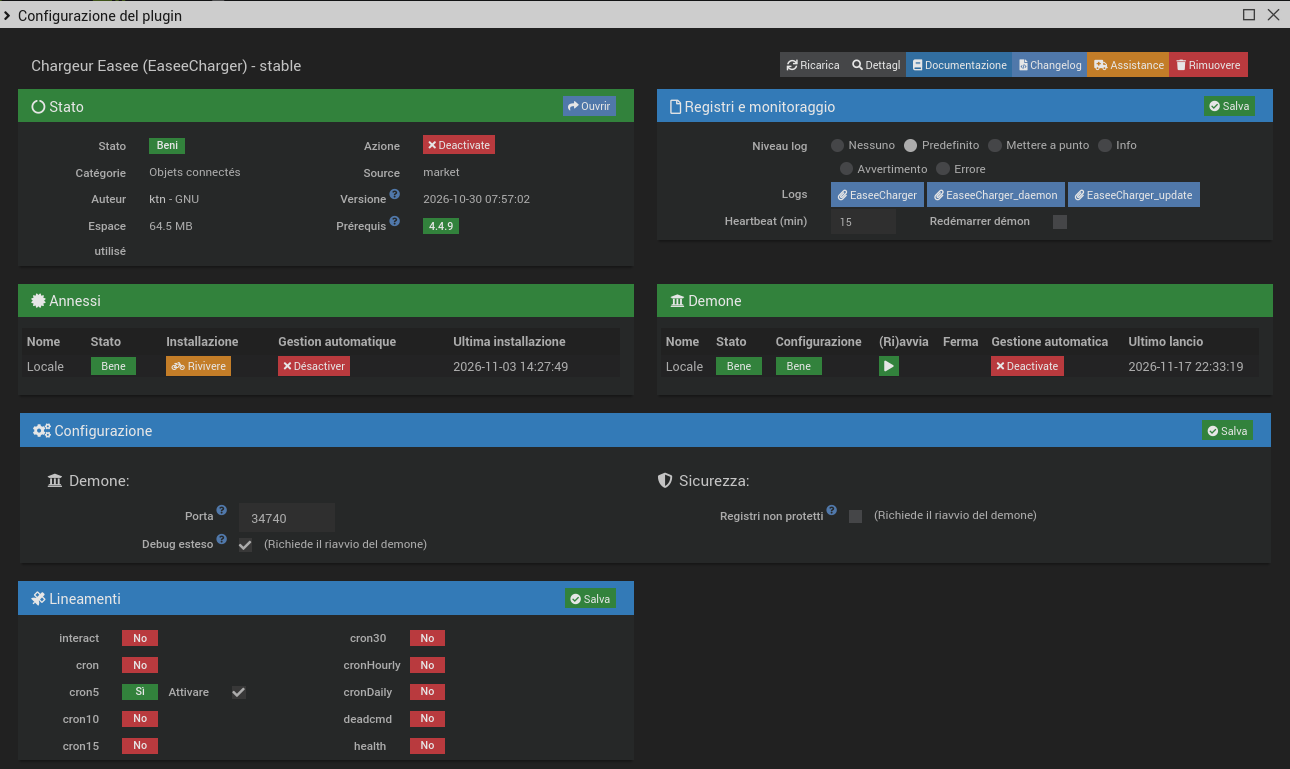 Configurazione del plugin
Chargeur Easee (EaseeCharger) - stable
Ricarica Dettagl Documentazione Changelog Assistance Rimuovere
Stato Ouvrir
Stato Beni Azione Deactivate
Catégorie Objets connectés Source market
Auteur ktn - GNU Versione 2026-10-30 07:57:02
Espace utilisé 64.5 MB Prérequis 4.4.9
Registri e monitoraggio Salva
Niveau log Nessuno Predefinito Mettere a punto Info
Avvertimento Errore
Logs EaseeCharger EaseeCharger_daemon EaseeCharger_update
Heartbeat (min) 15 Redémarrer démon
Annessi
Nome Stato Installazione Gestion automatique Ultima installazione
Locale Bene Rivivere Désactiver 2026-11-03 14:27:49
Demone
Nome Stato Configurazione (Ri)avvia Ferma Gestione automatica Ultimo lancio
Locale Bene Bene Deactivate 2026-11-17 22:33:19
Configurazione Salva
Demone:
Porta 34740
Debug esteso (Richiede il riavvio del demone)
Sicurezza:
Registri non protetti (Richiede il riavvio del demone)
Lineamenti Salva
interact No cron30 No
cron No cronHourly No
cron5 Sì Attivare cronDaily No
cron10 No deadcmd No
cron15 No health No